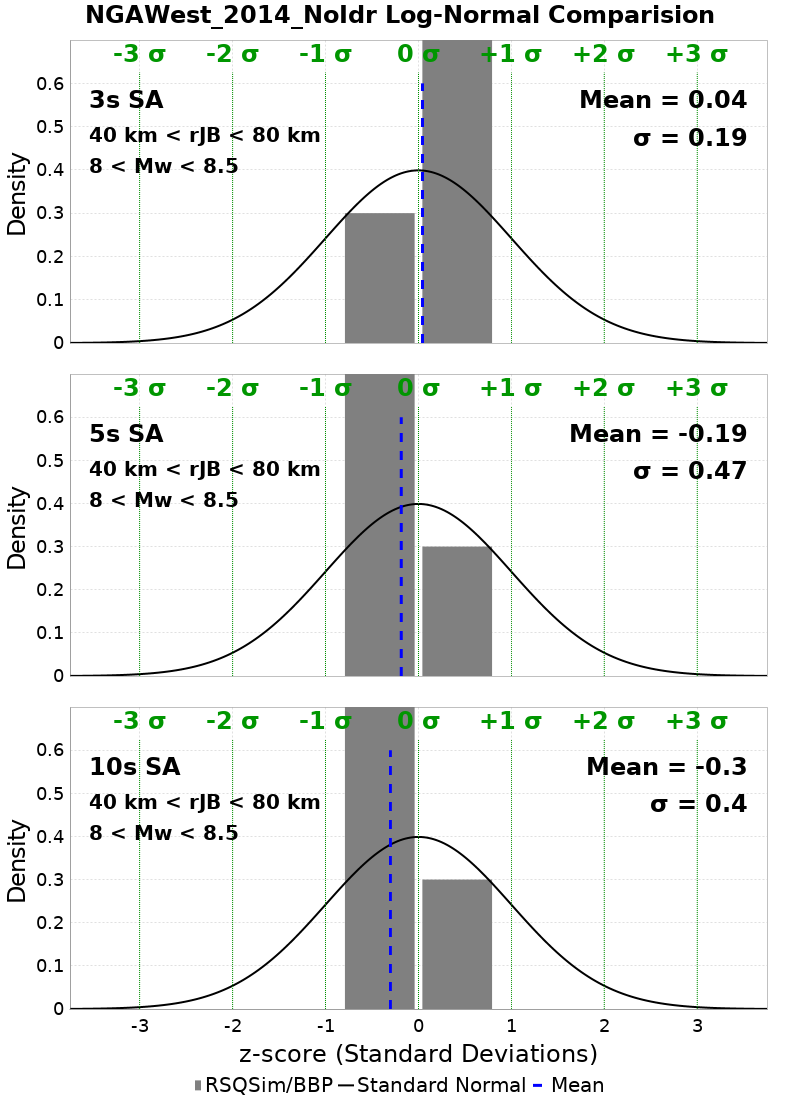 NGAWest_2014_NoIdr Log-Normal Comparision
-3 σ -2 σ -1 σ 0 σ +1 σ +2 σ +3 σ
3s SA
40 km < rJB < 80 km
8 < Mw < 8.5
Mean = 0.04
σ = 0.19
Density
0.6
0.5
0.4
0.3
0.2
0.1
0
-3 σ -2 σ -1 σ 0 σ +1 σ +2 σ +3 σ
5s SA
40 km < rJB < 80 km
8 < Mw < 8.5
Mean = -0.19
σ = 0.47
Density
0.6
0.5
0.4
0.3
0.2
0.1
0
-3 σ -2 σ -1 σ 0 σ +1 σ +2 σ +3 σ
10s SA
40 km < rJB < 80 km
8 < Mw < 8.5
Mean = -0.3
σ = 0.4
Density
0.6
0.5
0.4
0.3
0.2
0.1
0
-3 -2 -1 0 1 2 3
z-score (Standard Deviations)
RSQSim/BBP Standard Normal Mean